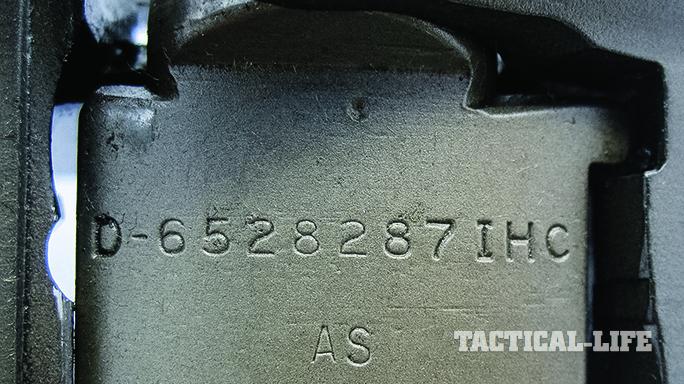 D-6528287IHC
AS
TACTICAL-LIFE